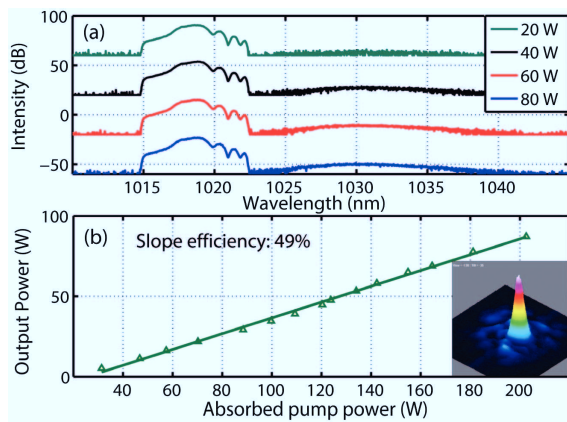 (a)
20 W
40 W
60 W
80 W
Intensity (dB)
100
50
0
−50
1015 1020 1025 1030 1035 1040
Wavelength (nm)
(b)
Slope efficiency: 49%
Output Power (W)
100
50
0
40 60 80 100 120 140 160 180 200
Absorbed pump power (W)